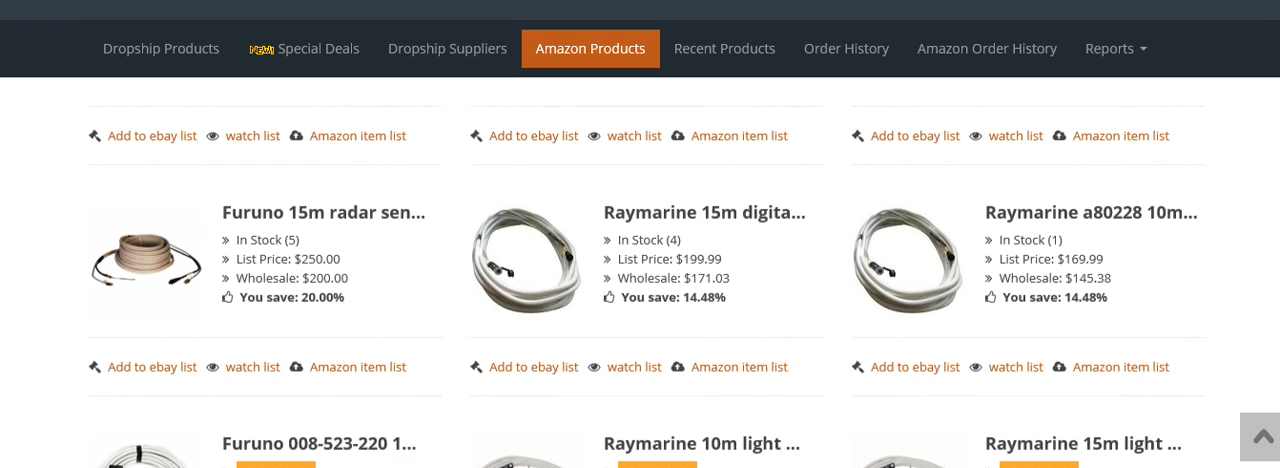 Dropship Products NEW! Special Deals Dropship Suppliers Amazon Products Recent Products Order History Amazon Order History Reports
Add to ebay list watch list Amazon item list Add to ebay list watch list Amazon item list Add to ebay list watch list Amazon item list
Furuno 15m radar sen...
In Stock (5)
List Price: $250.00
Wholesale: $200.00
You save: 20.00%
Raymarine 15m digita...
In Stock (4)
List Price: $199.99
Wholesale: $171.03
You save: 14.48%
Raymarine a80228 10m...
In Stock (1)
List Price: $169.99
Wholesale: $145.38
You save: 14.48%
Add to ebay list watch list Amazon item list Add to ebay list watch list Amazon item list Add to ebay list watch list Amazon item list
Furuno 008-523-220 1... Raymarine 10m light ... Raymarine 15m light ...